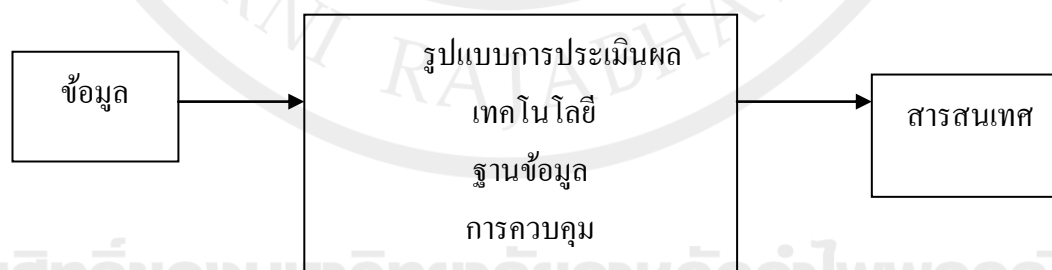 ข้อมูล
รูปแบบการประเมินผล
เทคโนโลยี
ฐานข้อมูล
การควบคุม
สารสนเทศ
RAJABHA